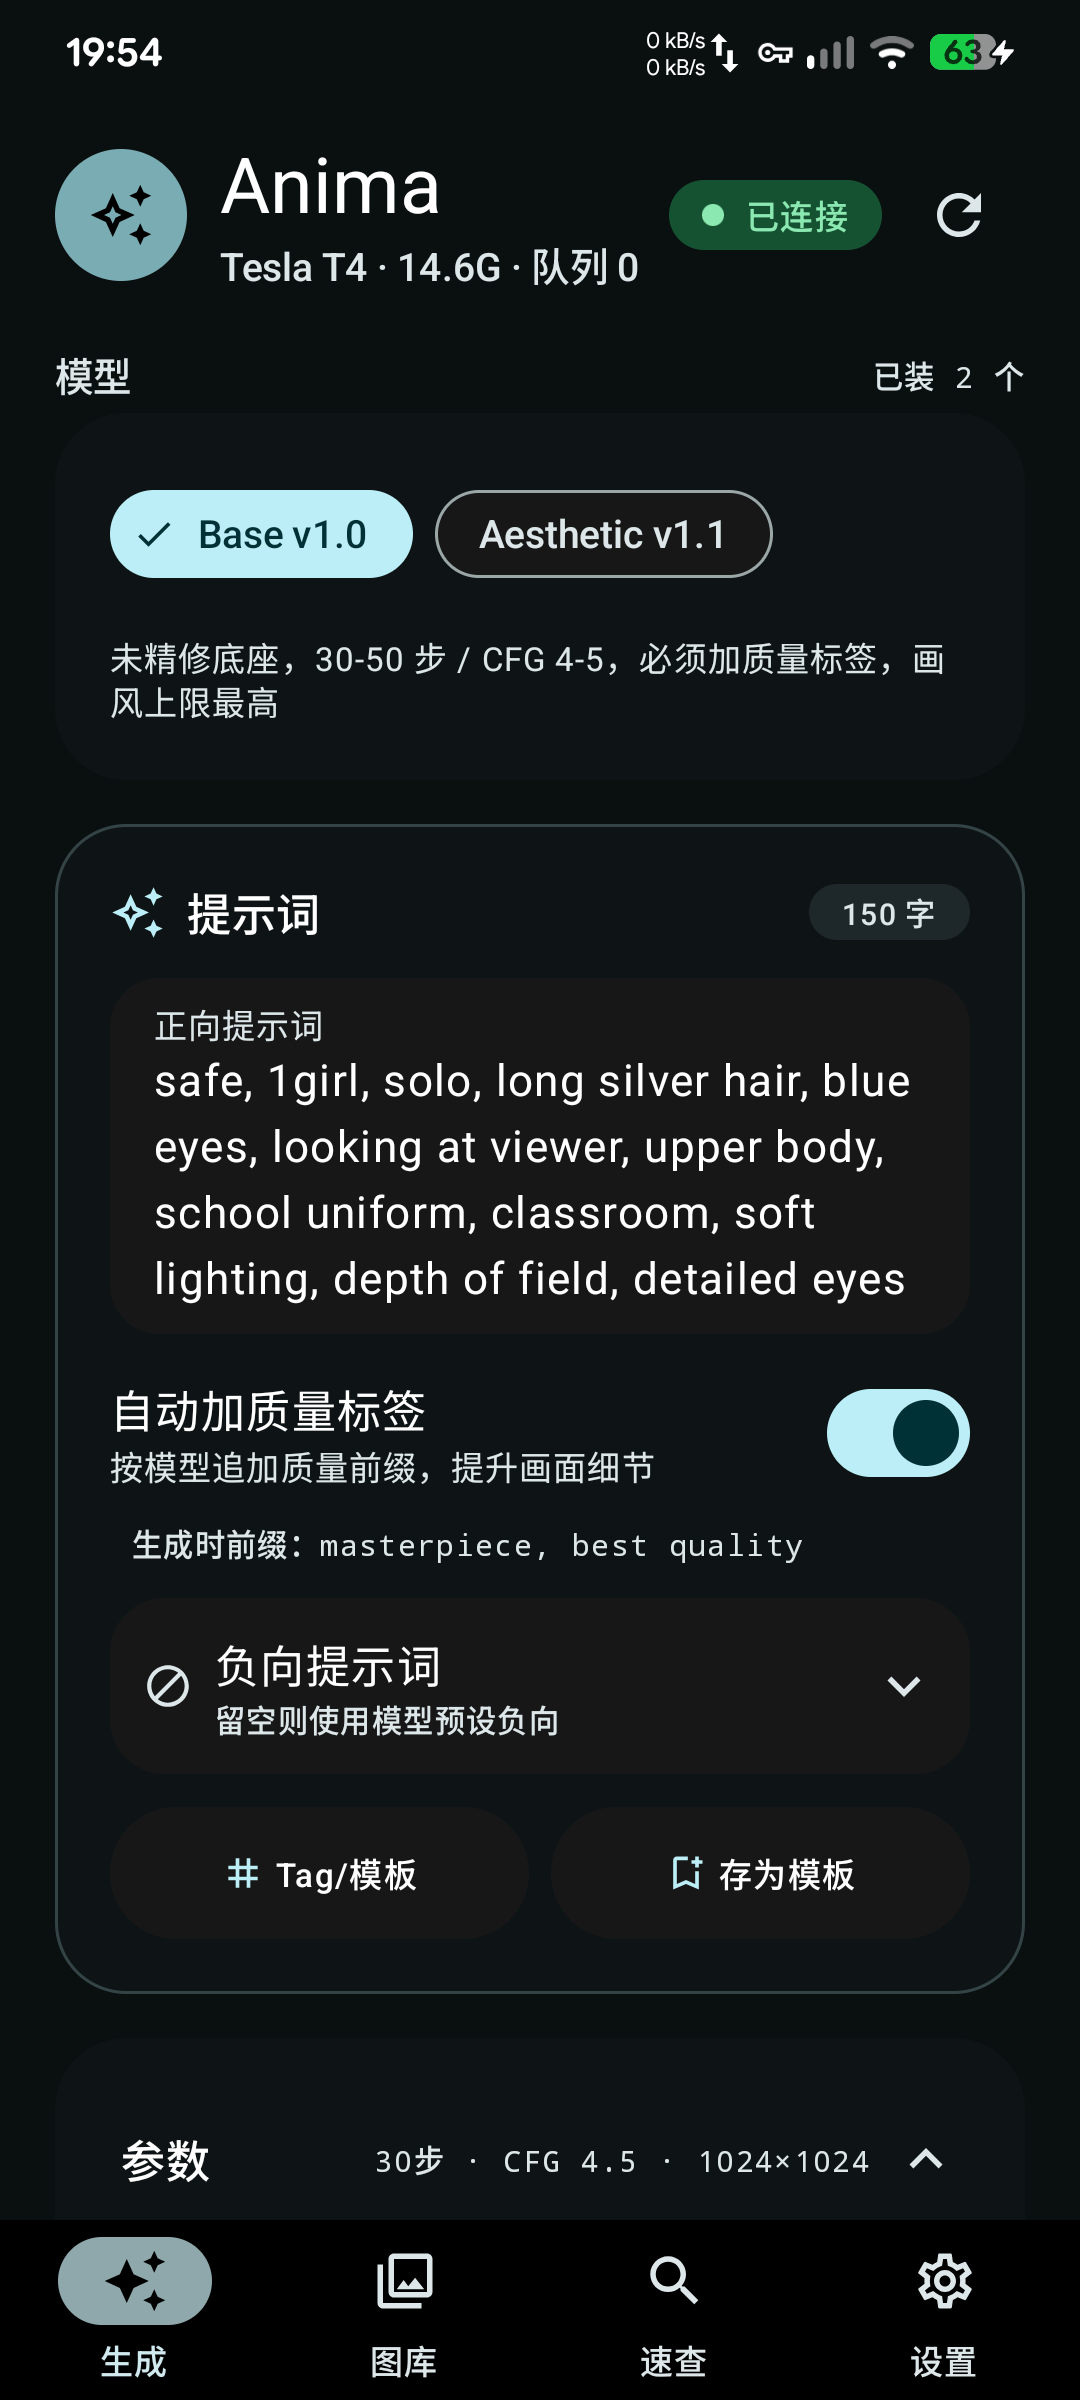 19:54
0 kB/s
0 kB/s
63
Anima
Tesla T4 · 14.6G · 队列 0
已连接
模型
已装 2 个
Base v1.0
Aesthetic v1.1
未精修底座，30-50 步 / CFG 4-5，必须加质量标签，画
风上限最高
提示词
150 字
正向提示词
safe, 1girl, solo, long silver hair, blue
eyes, looking at viewer, upper body,
school uniform, classroom, soft
lighting, depth of field, detailed eyes
自动加质量标签
按模型追加质量前缀，提升画面细节
生成时前缀：masterpiece, best quality
负向提示词
留空则使用模型预设负向
Tag/模板
存为模板
参数
30步 · CFG 4.5 · 1024×1024
生成
图库
速查
设置